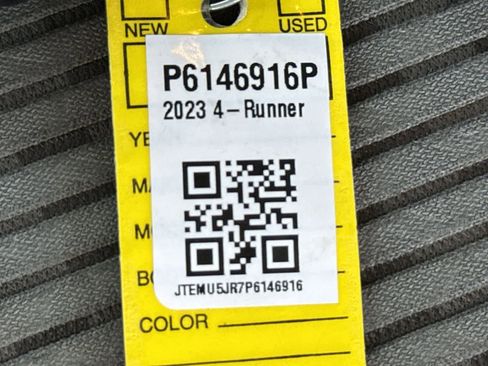 NEW USED
P6146916P
2023 4-Runner
YE
MA
MO
BO
JTEMU5JR7P6146916
COLOR